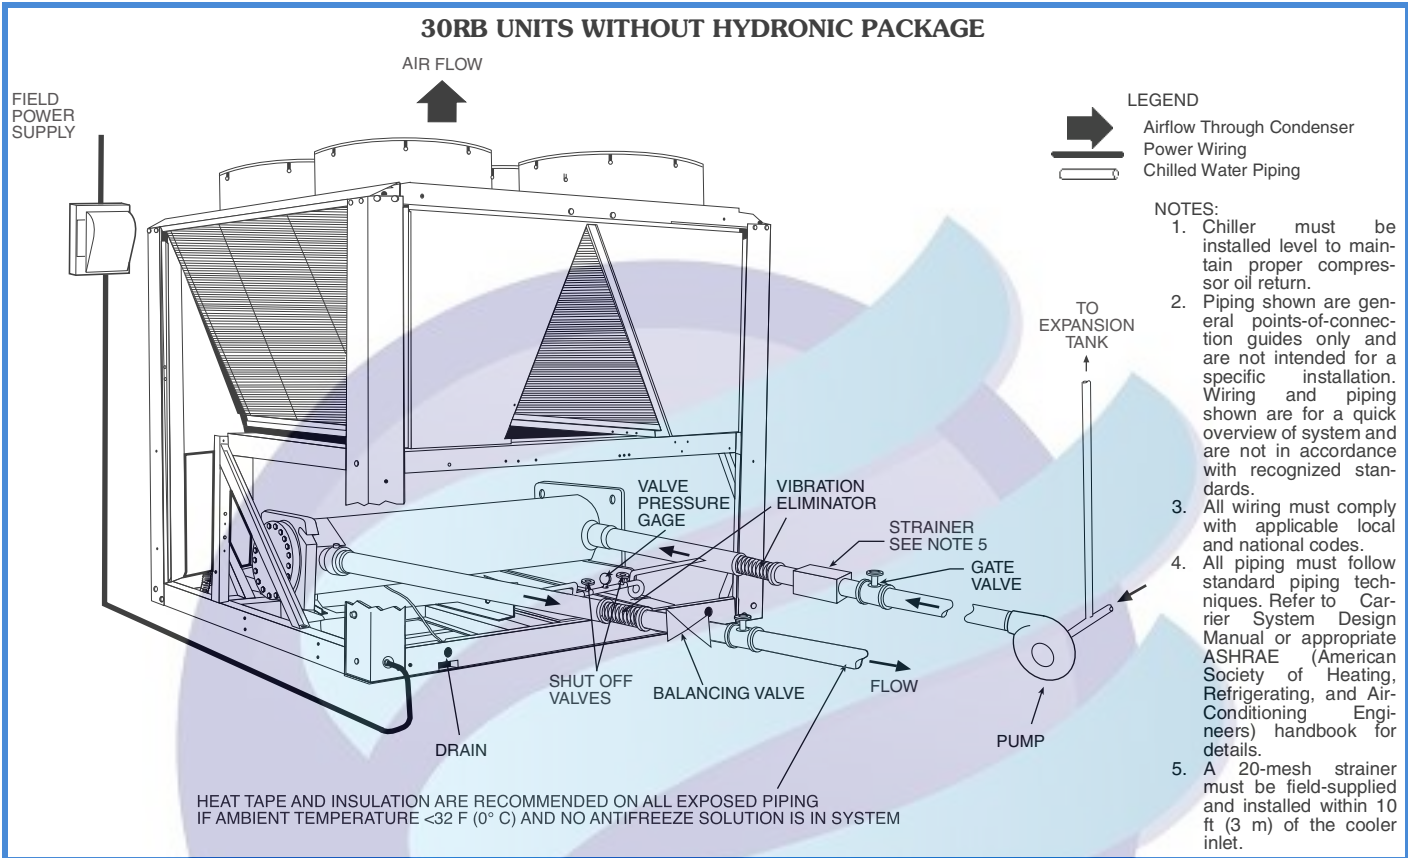 30RB UNITS WITHOUT HYDRONIC PACKAGE
AIR FLOW
FIELD
POWER
SUPPLY
LEGEND
Airflow Through Condenser
Power Wiring
Chilled Water Piping
NOTES:
1. Chiller must be
installed level to main-
tain proper compres-
sor oil return.
2. Piping shown are gen-
eral points-of-connec-
tion guides only and
are not intended for a
specific installation.
Wiring and piping
shown are for a quick
overview of system and
are not in accordance
with recognized stan-
dards.
3. All wiring must comply
with applicable local
and national codes.
4. All piping must follow
standard piping tech-
niques. Refer to Car-
rier System Design
Manual or appropriate
ASHRAE (American
Society of Heating,
Refrigerating, and Air-
Conditioning Engi-
neers) handbook for
details.
5. A 20-mesh strainer
must be field-supplied
and installed within 10
ft (3 m) of the cooler
inlet.
TO
EXPANSION
TANK
VALVE
PRESSURE
GAGE
VIBRATION
ELIMINATOR
STRAINER
SEE NOTE 5
GATE
VALVE
SHUT OFF
VALVES
BALANCING VALVE
FLOW
DRAIN
PUMP
HEAT TAPE AND INSULATION ARE RECOMMENDED ON ALL EXPOSED PIPING
IF AMBIENT TEMPERATURE <32 F (0° C) AND NO ANTIFREEZE SOLUTION IS IN SYSTEM